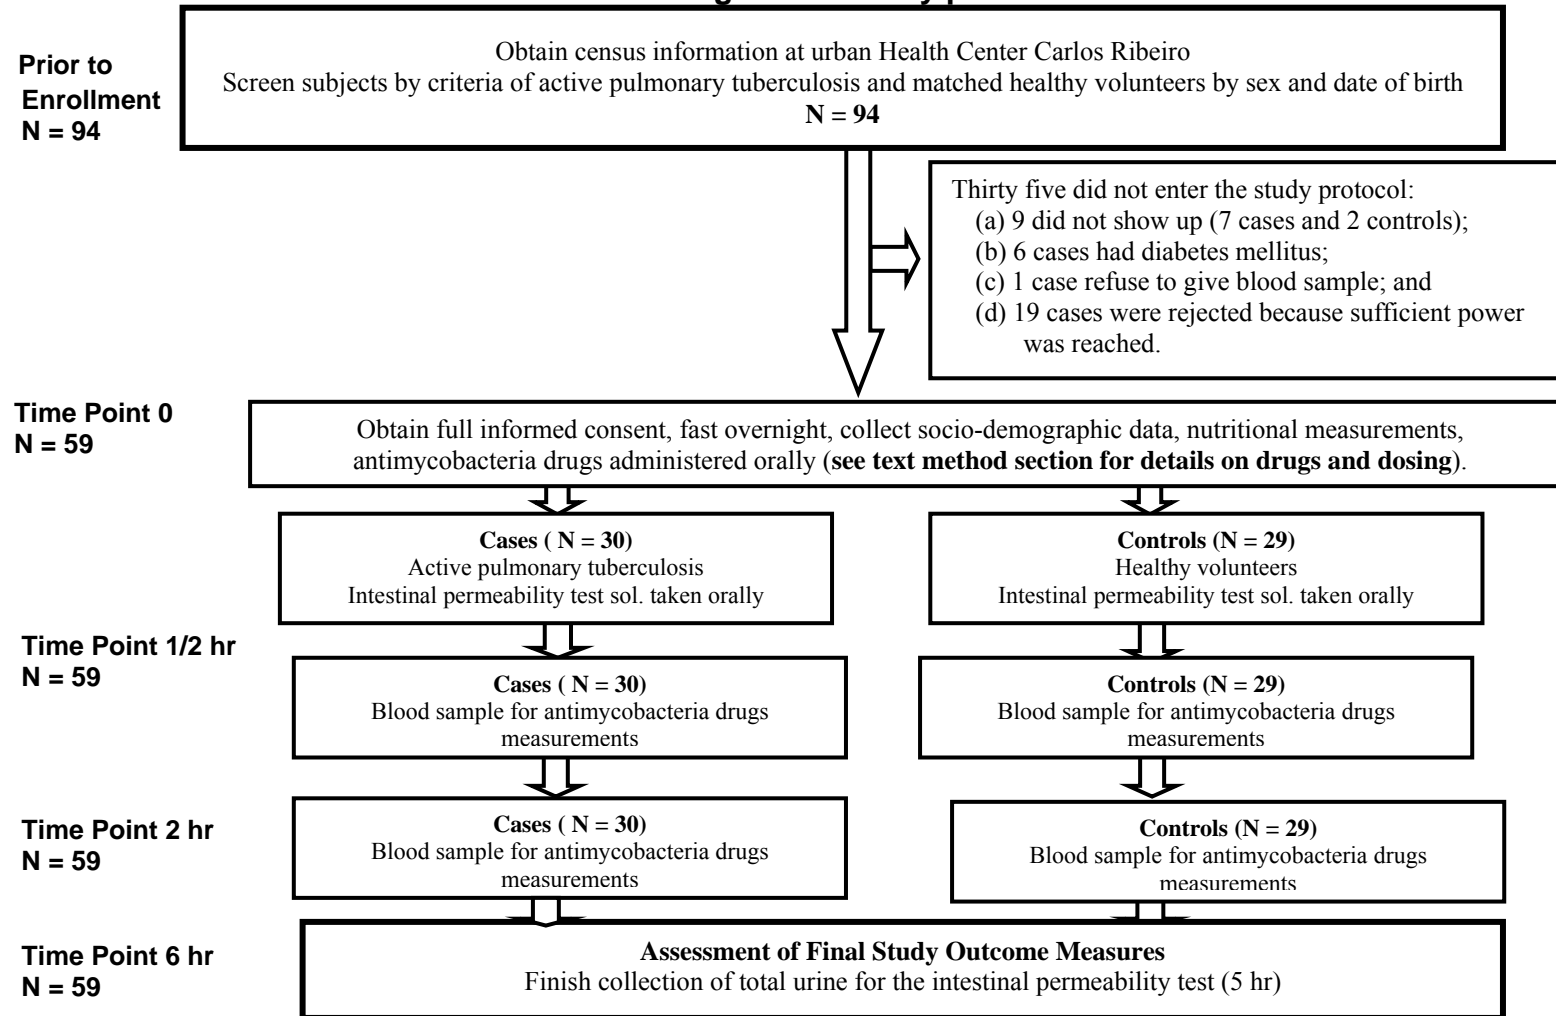 Prior to
Enrollment
N = 94
Obtain census information at urban Health Center Carlos Ribeiro
Screen subjects by criteria of active pulmonary tuberculosis and matched healthy volunteers by sex and date of birth
N = 94
Thirty five did not enter the study protocol:
(a) 9 did not show up (7 cases and 2 controls);
(b) 6 cases had diabetes mellitus;
(c) 1 case refuse to give blood sample; and
(d) 19 cases were rejected because sufficient power
was reached.
Time Point 0
N = 59
Obtain full informed consent, fast overnight, collect socio-demographic data, nutritional measurements,
antimycobacteria drugs administered orally (see text method section for details on drugs and dosing).
Cases ( N = 30)
Active pulmonary tuberculosis
Intestinal permeability test sol. taken orally
Controls (N = 29)
Healthy volunteers
Intestinal permeability test sol. taken orally
Time Point 1/2 hr
N = 59
Cases ( N = 30)
Blood sample for antimycobacteria drugs
measurements
Controls (N = 29)
Blood sample for antimycobacteria drugs
measurements
Time Point 2 hr
N = 59
Cases ( N = 30)
Blood sample for antimycobacteria drugs
measurements
Controls (N = 29)
Blood sample for antimycobacteria drugs
measurements
Time Point 6 hr
N = 59
Assessment of Final Study Outcome Measures
Finish collection of total urine for the intestinal permeability test (5 hr)